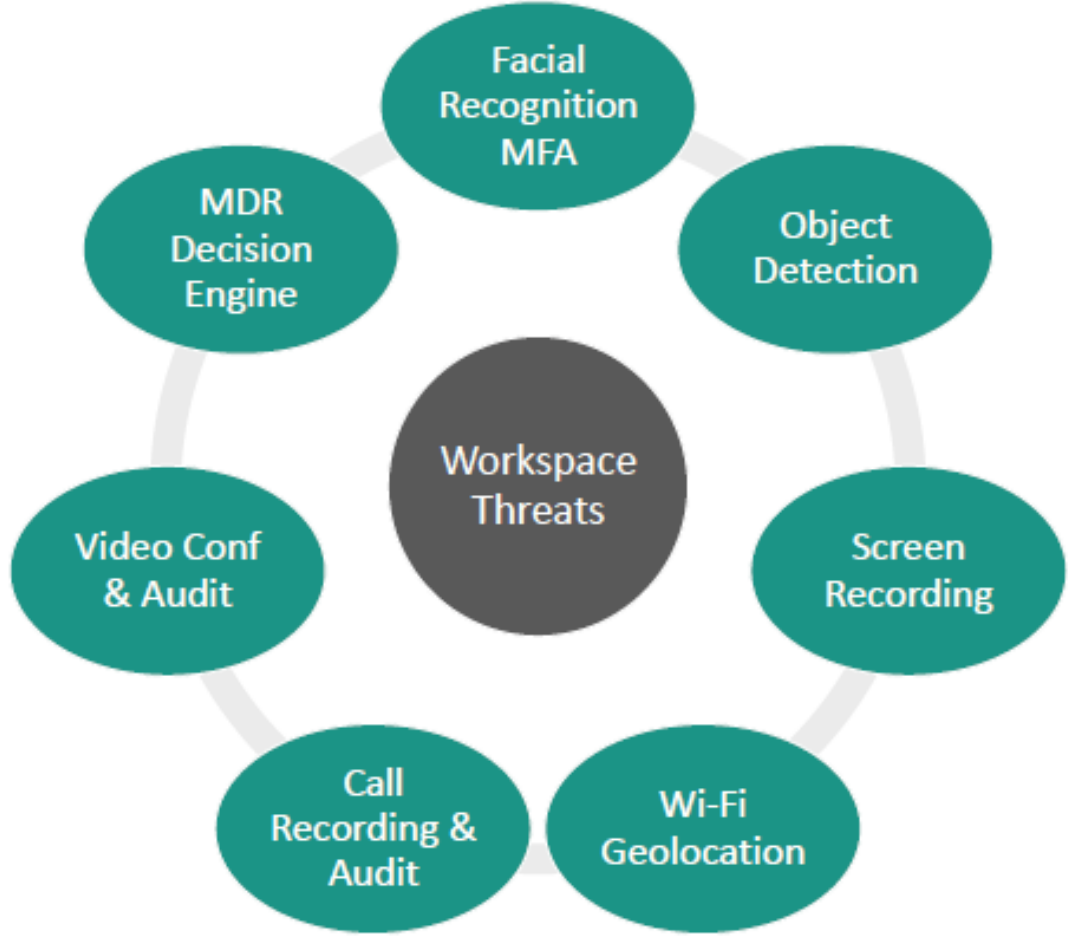 Facial
Recognition
MFA
Object
Detection
Screen
Recording
Wi-Fi
Geolocation
Call
Recording &
Audit
Video Conf
& Audit
MDR
Decision
Engine
Workspace
Threats